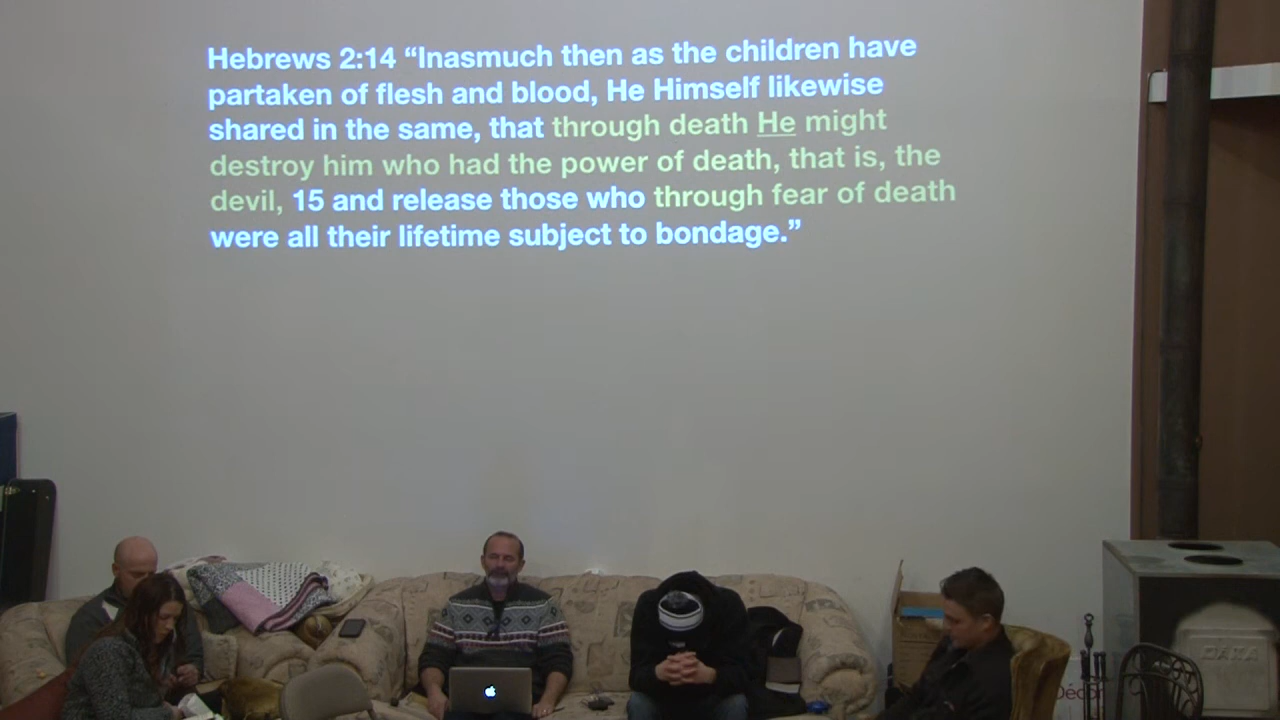 Hebrews 2:14 “Inasmuch then as the children have
partaken of flesh and blood, He Himself likewise
shared in the same, that through death He might
destroy him who had the power of death, that is, the
devil, 15 and release those who through fear of death
were all their lifetime subject to bondage.”